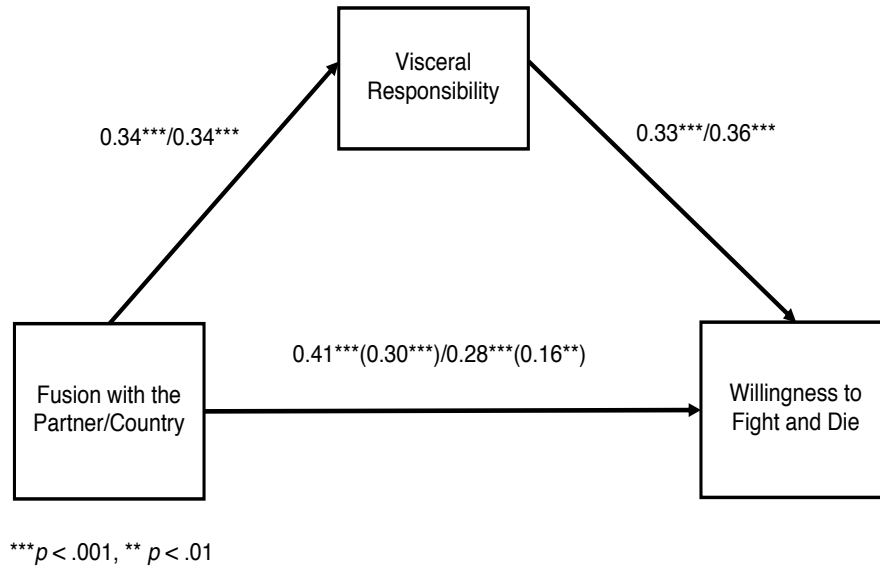 Visceral
Responsibility
0.34***/0.34***
0.33***/0.36***
0.41***(0.30***)/0.28***(0.16**)
Fusion with the
Partner/Country
Willingness to
Fight and Die
***p < .001, ** p < .01